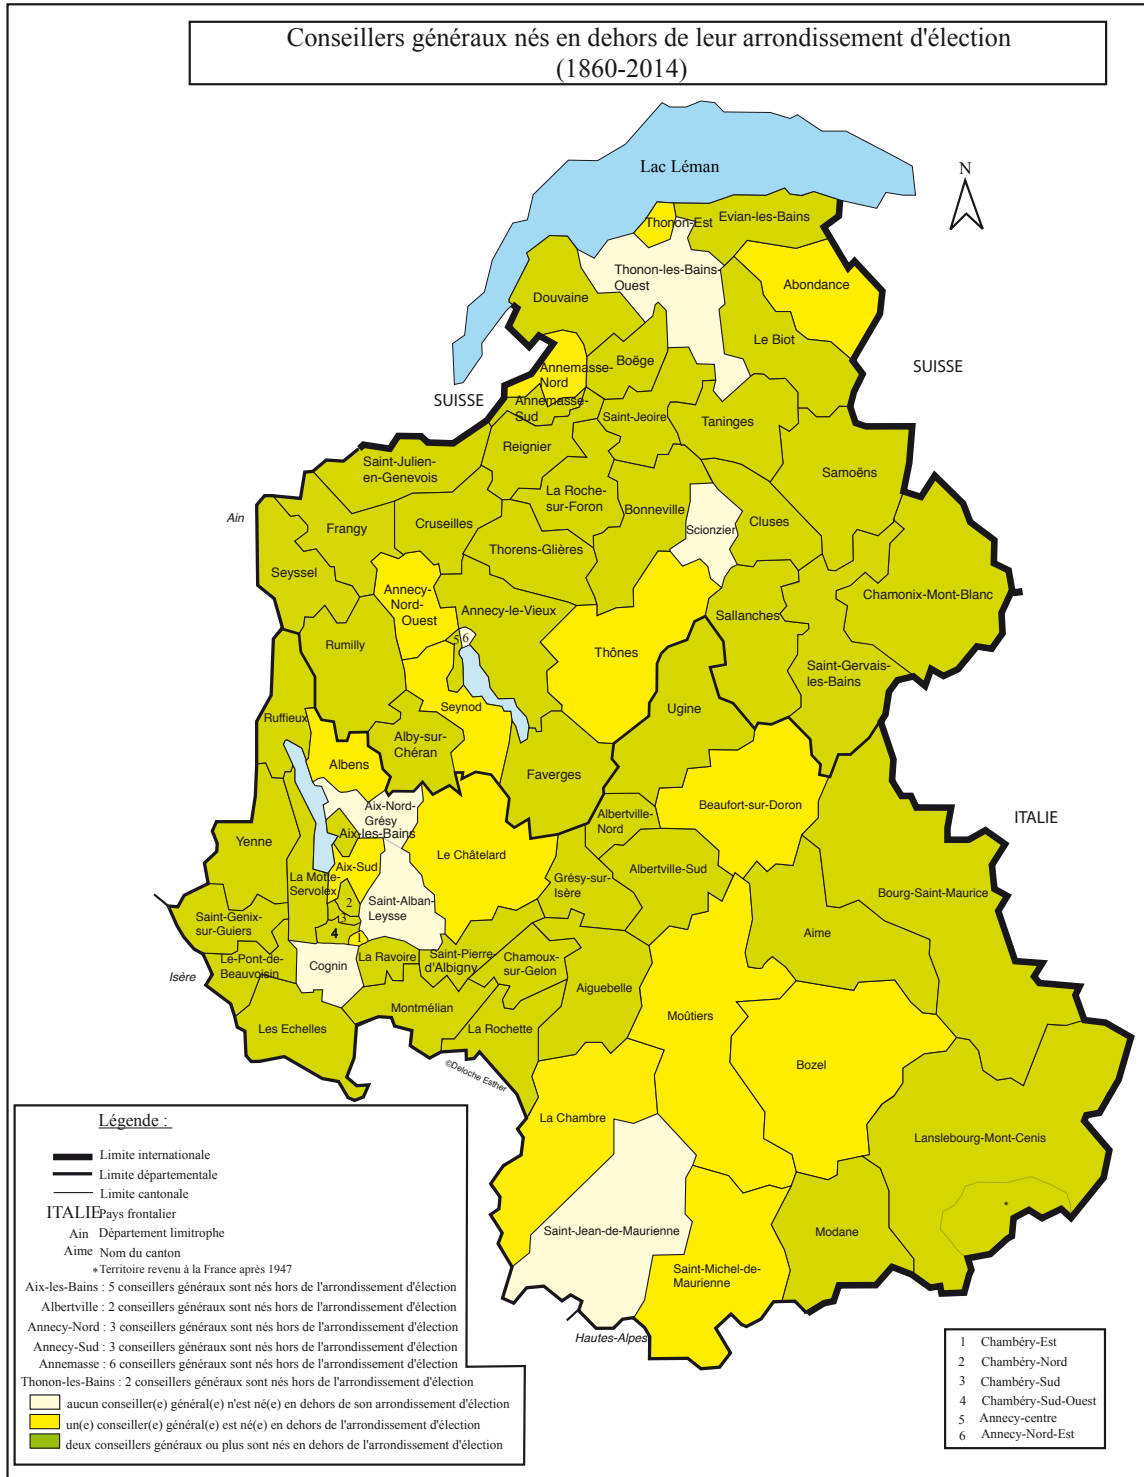 Conseillers généraux nés en dehors de leur arrondissement d'élection
(1860-2014)
Lac Léman
N
Thonon-Est
Evian-les-Bains
Thonon-les-Bains-
Ouest
Abondance
Douvaine
Le Biot
SUISSE
Boëge
Annemasse-
Nord
SUISSE
Annemasse-
Sud
Saint-Jeoire
Taninges
Reignier
Saint-Julien-
en-Genevois
Samoëns
La Roche-
sur-Foron
Bonneville
Ain
Frangy
Cruseilles
Scionzier
Cluses
Thorens-Glières
Seyssel
Annecy-
Nord-
Ouest
Annecy-le-Vieux
Chamonix-Mont-Blanc
Sallanches
5
6
Rumilly
Thônes
Saint-Gervais-
les-Bains
Seynod
Ugine
Ruffieux
Alby-sur-
Chéran
Albens
Faverges
Beaufort-sur-Doron
Aix-Nord-
Grésy
Albertville-
Nord
ITALIE
Aix-les-Bains
Yenne
Le Châtelard
Aix-Sud
La Motte-
Servolex
Grésy-sur-
Isère
Albertville-Sud
Bourg-Saint-Maurice
2
Saint-Alban-
Leysse
3
Saint-Genix-
sur-Guiers
4
1
Aime
Le-Pont-de-
Beauvoisin
Cognin
La Ravoire
Saint-Pierre-
d'Albigny
Chamoux-
sur-Gelon
Isère
Aiguebelle
Montmélian
Moûtiers
Les Echelles
La Rochette
Bozel
©Deloche Esther
La Chambre
Lanslebourg-Mont-Cenis
*
Saint-Jean-de-Maurienne
Modane
Saint-Michel-de-
Maurienne
Hautes-Alpes
Légende :
Limite internationale
Limite départementale
Limite cantonale
ITALIE Pays frontalier
Ain Département limitrophe
Aime Nom du canton
*Territoire revenu à la France après 1947
Aix-les-Bains : 5 conseillers généraux sont nés hors de l'arrondissement d'élection
Albertville : 2 conseillers généraux sont nés hors de l'arrondissement d'élection
Annecy-Nord : 3 conseillers généraux sont nés hors de l'arrondissement d'élection
Annecy-Sud : 3 conseillers généraux sont nés hors de l'arrondissement d'élection
Annemasse : 6 conseillers généraux sont nés hors de l'arrondissement d'élection
Thonon-les-Bains : 2 conseillers généraux sont nés hors de l'arrondissement d'élection
aucun conseiller(e) général(e) n'est né(e) en dehors de son arrondissement d'élection
un(e) conseiller(e) général(e) est né(e) en dehors de l'arrondissement d'élection
deux conseillers généraux ou plus sont nés en dehors de l'arrondissement d'élection
1 Chambéry-Est
2 Chambéry-Nord
3 Chambéry-Sud
4 Chambéry-Sud-Ouest
5 Annecy-centre
6 Annecy-Nord-Est